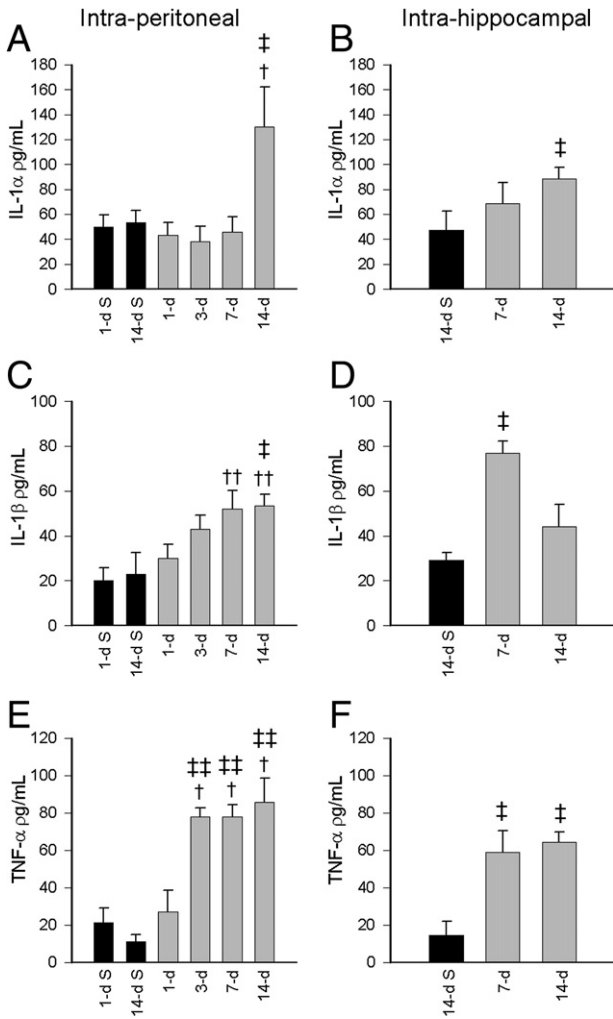 Intra-peritoneal
Intra-hippocampal
A
‡
†
IL-1α ρg/mL
180
160
140
120
100
80
60
40
20
0
1-d S
14-d S
1-d
3-d
7-d
14-d
B
‡
IL-1α ρg/mL
180
160
140
120
100
80
60
40
20
0
14-d S
7-d
14-d
C
‡
††
††
IL-1β ρg/mL
100
80
60
40
20
0
1-d S
14-d S
1-d
3-d
7-d
14-d
D
‡
IL-1β ρg/mL
100
80
60
40
20
0
14-d S
7-d
14-d
E
‡‡ ‡‡ ‡‡
† † †
TNF-α ρg/mL
120
100
80
60
40
20
0
1-d S
14-d S
1-d
3-d
7-d
14-d
F
‡ ‡
TNF-α ρg/mL
120
100
80
60
40
20
0
14-d S
7-d
14-d